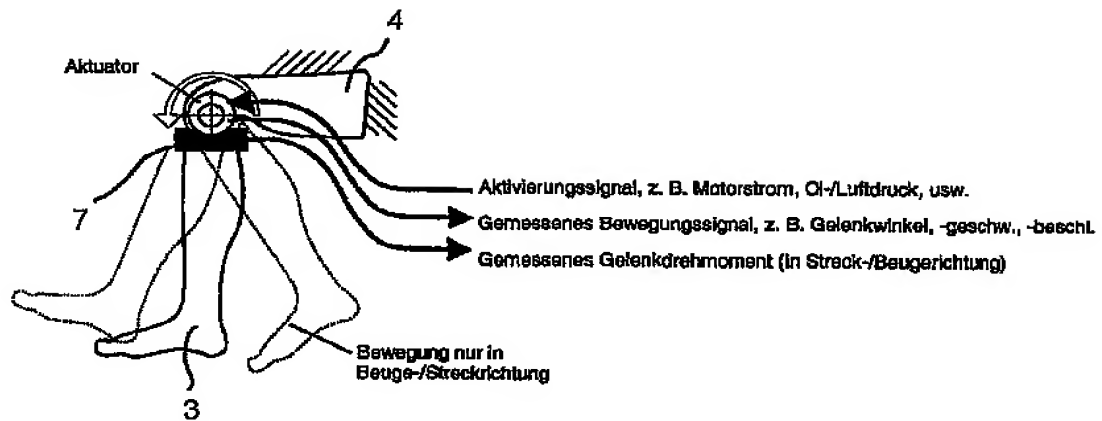 4
Aktuator
Aktivierungssignal, z. B. Motorstrom, Öl-/Luftdruck, usw.
7
Gemessenes Bewegungssignal, z. B. Gelenkwinkel, -geschw., -beschl.
Gemessenes Gelenkdrehmoment (in Streck-/Beugerichtung)
Bewegung nur in
Beuge-/Streckrichtung
3